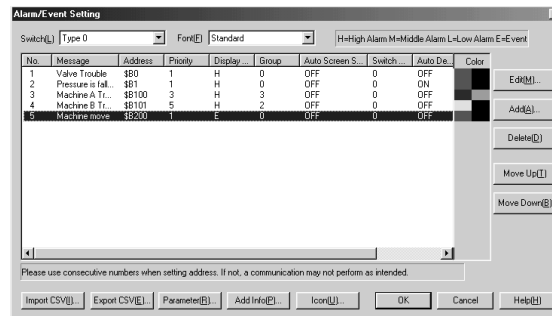 Alarm/Event Setting
Switch(L) Type 0 Font(F) Standard H=High Alarm M=Middle Alarm L=Low Alarm E=Event
No. Message Address Priority Display ... Group Auto Screen S... Switch ... Auto De... Color
1 Valve Trouble $B0 1 H 0 OFF 0 OFF
2 Pressure is fall... $B1 1 H 0 OFF 0 ON
3 Machine A Tr... $B100 3 H 3 OFF 0 OFF
4 Machine B Tr... $B101 5 H 2 OFF 0 OFF
5 Machine move $B200 1 E 0 OFF 0 OFF
Edit(M)...
Add(A)...
Delete(D)
Move Up(T)
Move Down(B)
Please use consecutive numbers when setting address. If not, a communication may not perform as intended.
Import CSV(I)... Export CSV(E)... Parameter(R)... Add Info(P)... Icon(U)... OK Cancel Help(H)